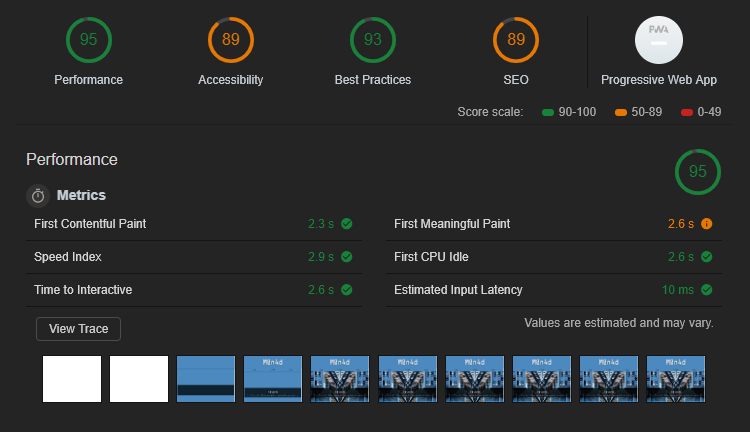 95 89 93 89 PWA
Performance Accessibility Best Practices SEO Progressive Web App
Score scale: 90-100 50-89 0-49
Performance 95
Metrics
First Contentful Paint 2.3 s First Meaningful Paint 2.6 s
Speed Index 2.9 s First CPU Idle 2.6 s
Time to Interactive 2.6 s Estimated Input Latency 10 ms
View Trace Values are estimated and may vary.